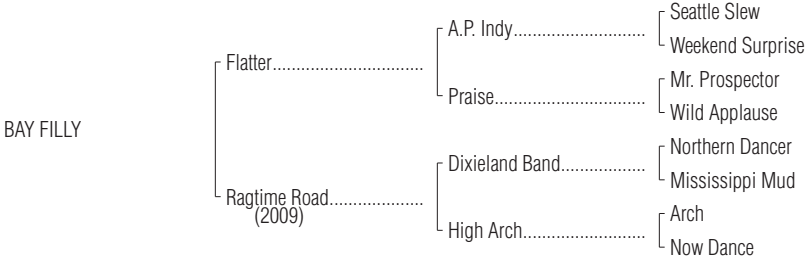 Seattle Slew
A.P. Indy..............................
Weekend Surprise
Flatter..................................
Mr. Prospector
Praise..................................
Wild Applause
BAY FILLY
Northern Dancer
Dixieland Band...................
Mississippi Mud
Ragtime Road.....................
(2009)
Arch
High Arch...........................
Now Dance